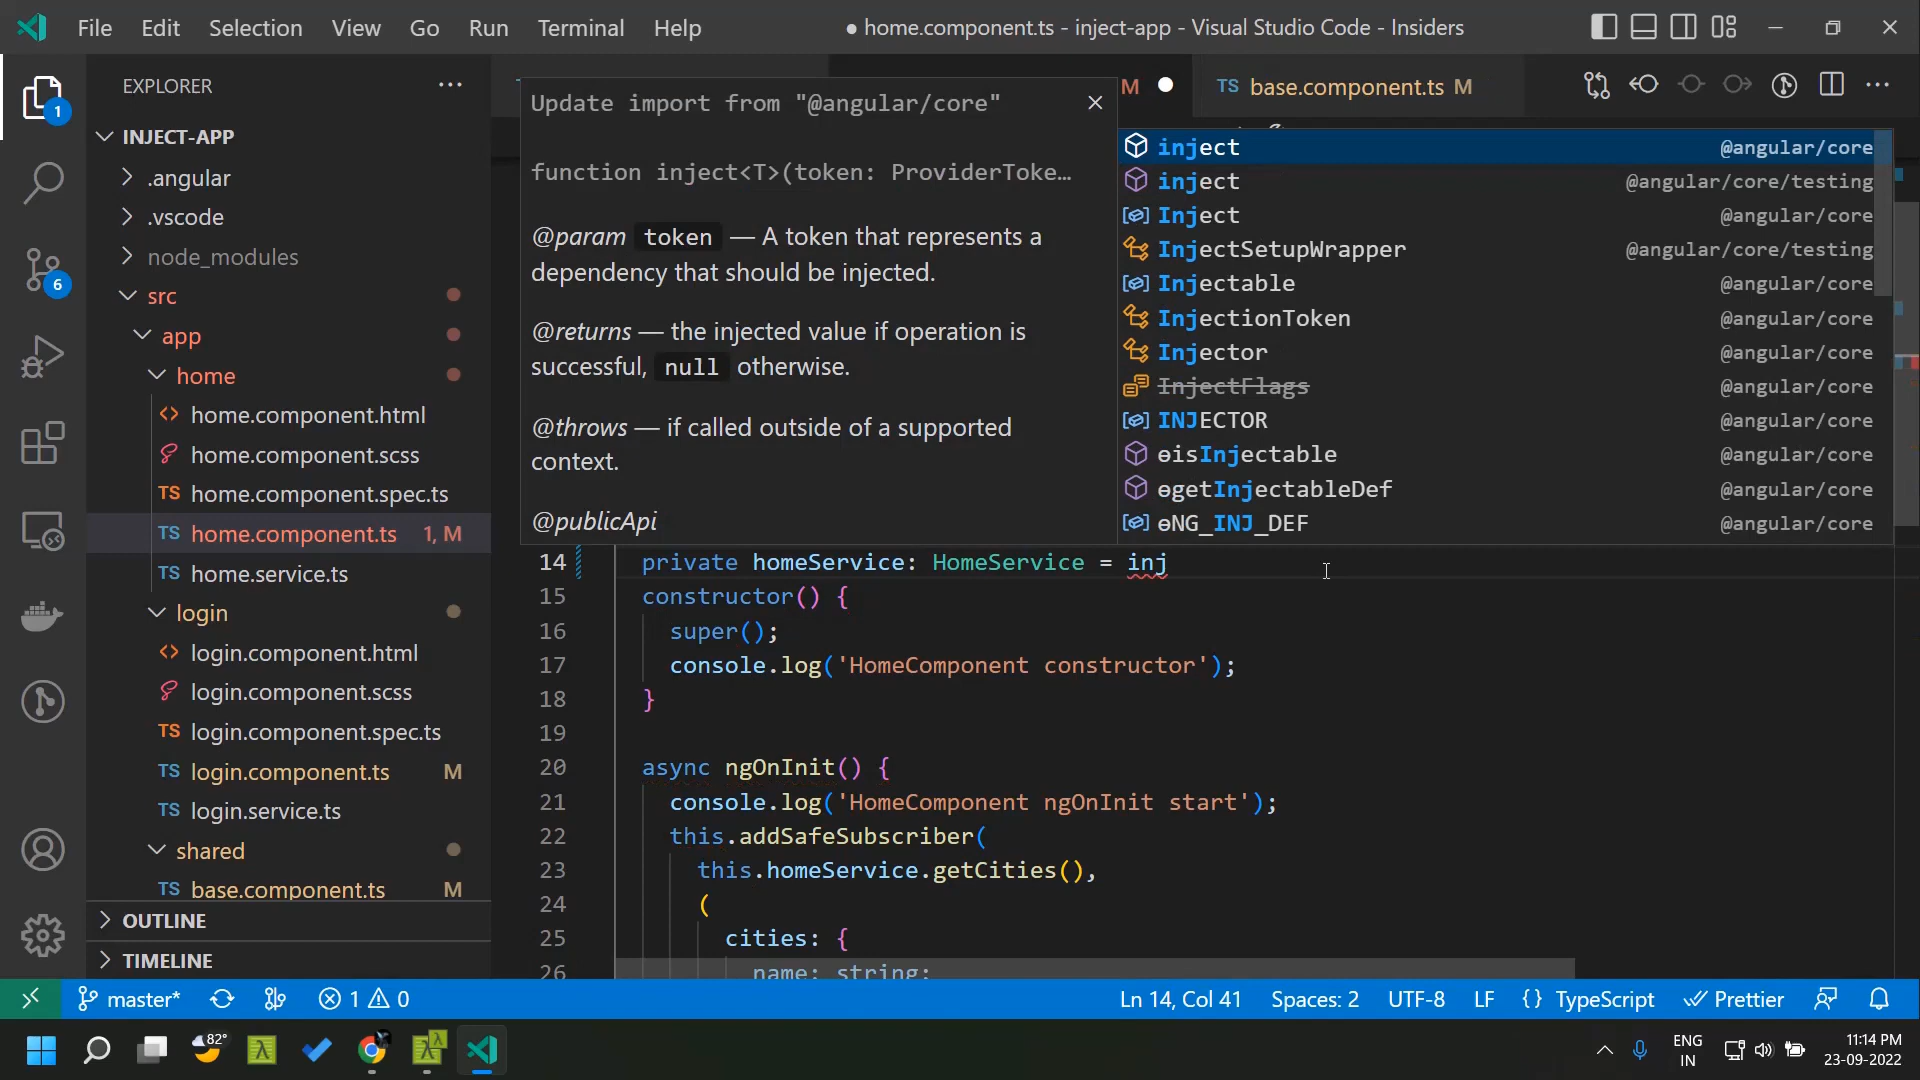 File Edit Selection View Go Run Terminal Help
● home.component.ts - inject-app - Visual Studio Code - Insiders
EXPLORER
M
TS base.component.ts M
INJECT-APP
.angular
.vscode
node_modules
src
app
home
home.component.html
home.component.scss
TS home.component.spec.ts
TS home.component.ts 1, M
TS home.service.ts
login
login.component.html
login.component.scss
TS login.component.spec.ts
TS login.component.ts M
TS login.service.ts
shared
TS base.component.ts M
OUTLINE
TIMELINE
1
6
Update import from "@angular/core"
function inject<T>(token: ProviderToke…
@param token — A token that represents a
dependency that should be injected.
@returns — the injected value if operation is
successful, null otherwise.
@throws — if called outside of a supported
context.
@publicApi
inject @angular/core
inject @angular/core/testing
Inject @angular/core
InjectSetupWrapper @angular/core/testing
Injectable @angular/core
InjectionToken @angular/core
Injector @angular/core
InjectFlags @angular/core
INJECTOR @angular/core
ɵisInjectable @angular/core
ɵgetInjectableDef @angular/core
ɵNG_INJ_DEF @angular/core
14 private homeService: HomeService = inj
15 constructor() {
16 super();
17 console.log('HomeComponent constructor');
18 }
19
20 async ngOnInit() {
21 console.log('HomeComponent ngOnInit start');
22 this.addSafeSubscriber(
23 this.homeService.getCities(),
24 (
25 cities: {
26 name: string;
master* 1 0
Ln 14, Col 41 Spaces: 2 UTF-8 LF {} TypeScript Prettier
82°
ENG
IN
11:14 PM
23-09-2022